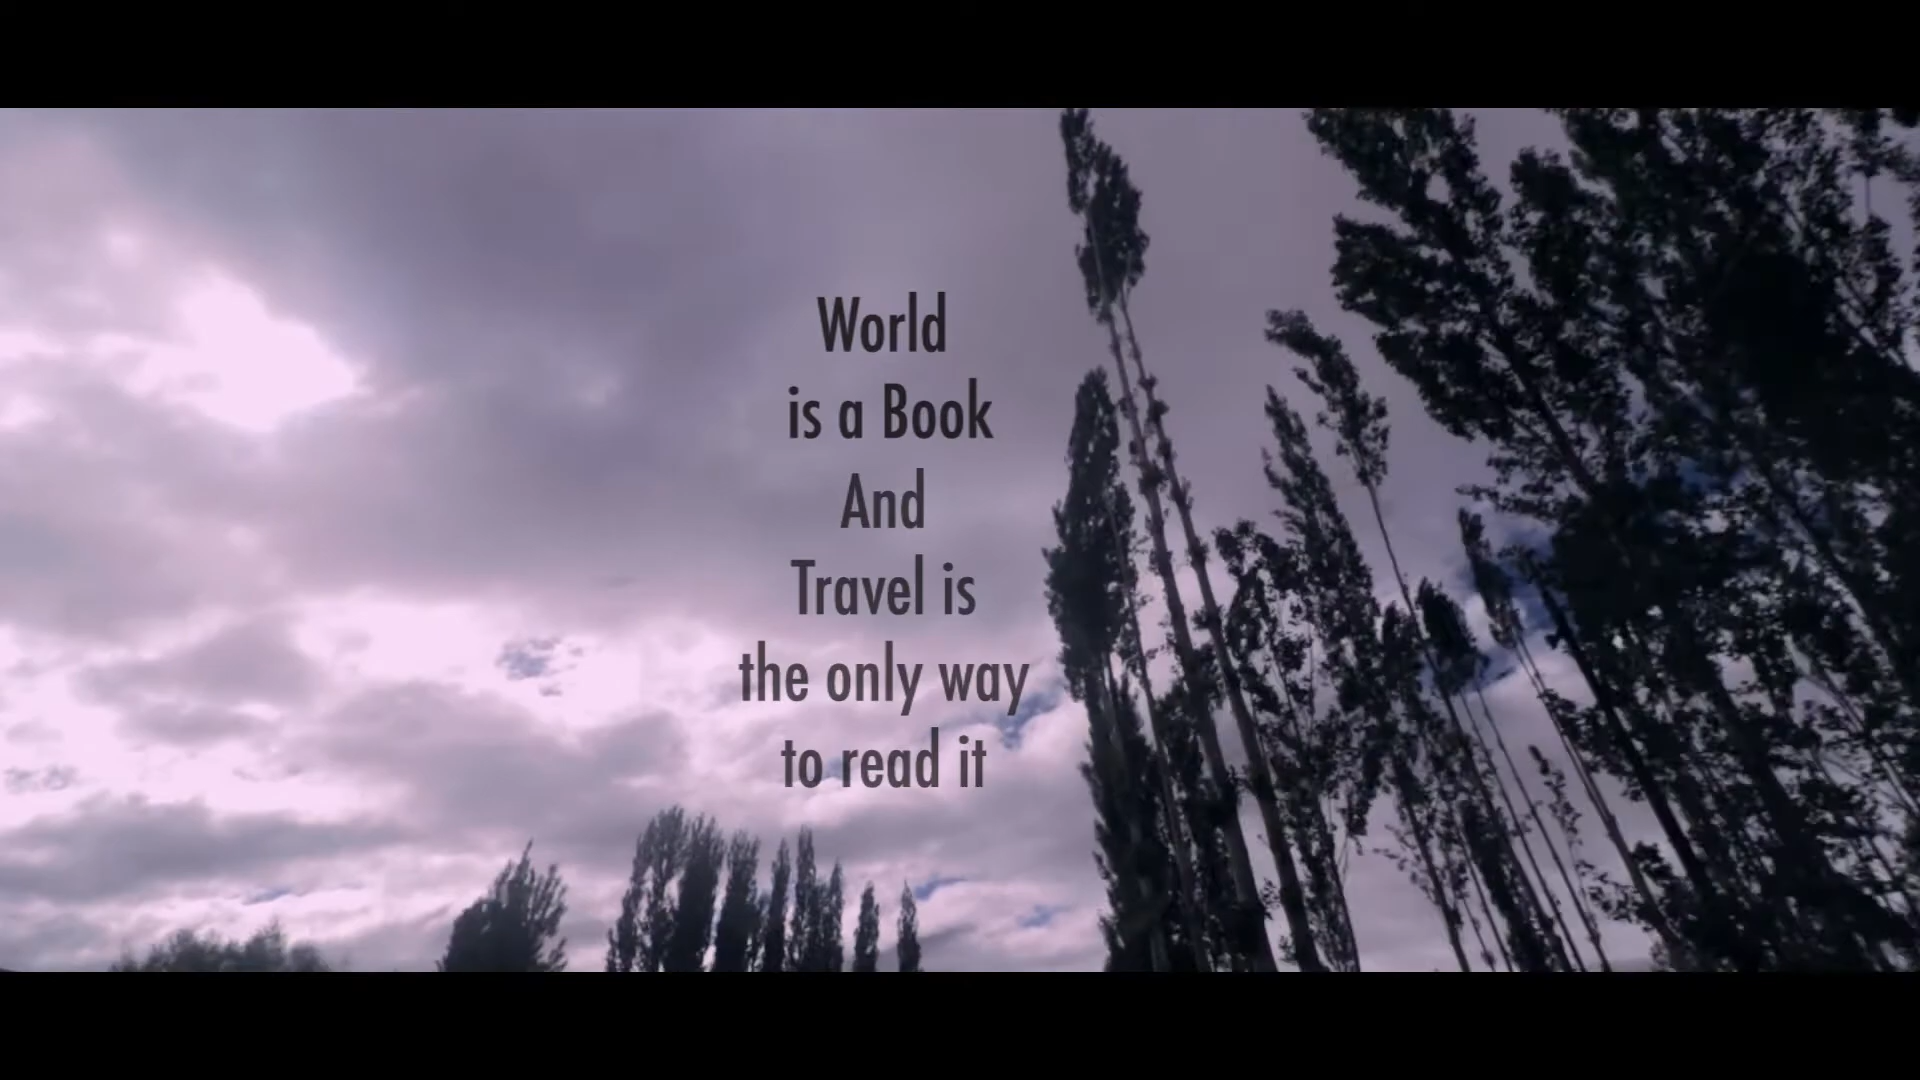 World
is a Book
And
Travel is
the only way
to read it